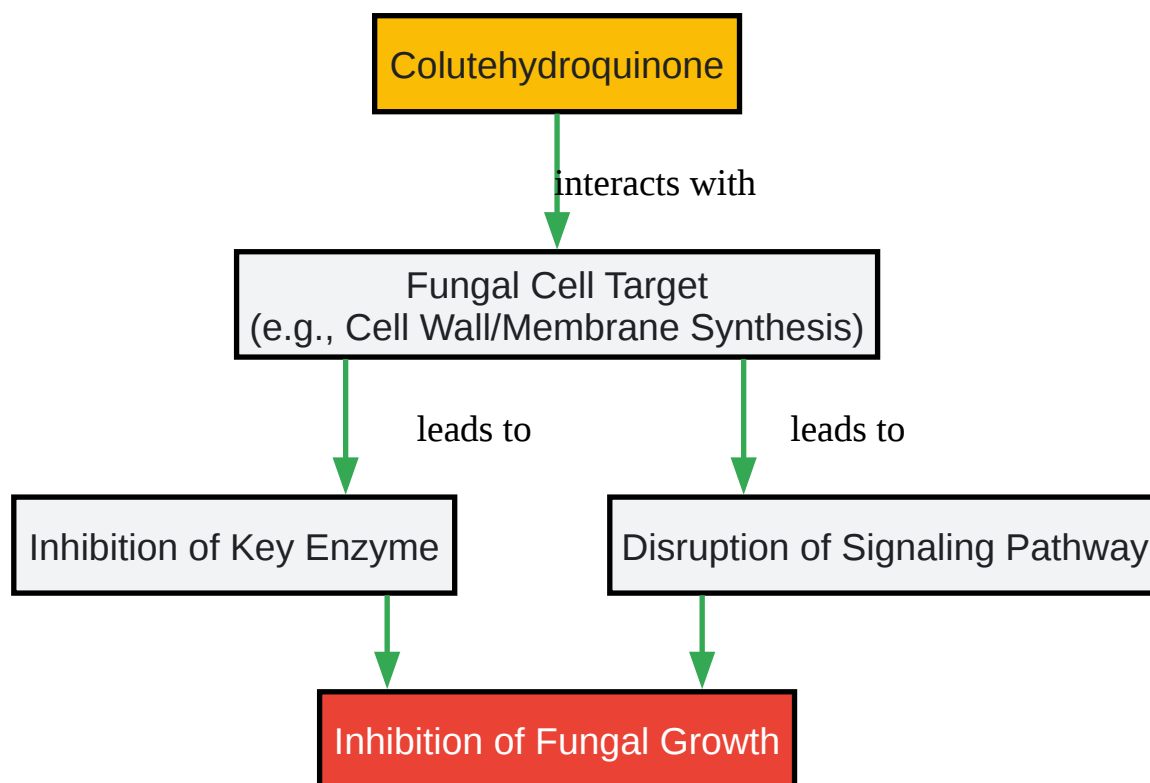 Colutehydroquinone
interacts with
Fungal Cell Target
(e.g., Cell Wall/Membrane Synthesis)
leads to
leads to
Inhibition of Key Enzyme
Disruption of Signaling Pathway
Inhibition of Fungal Growth